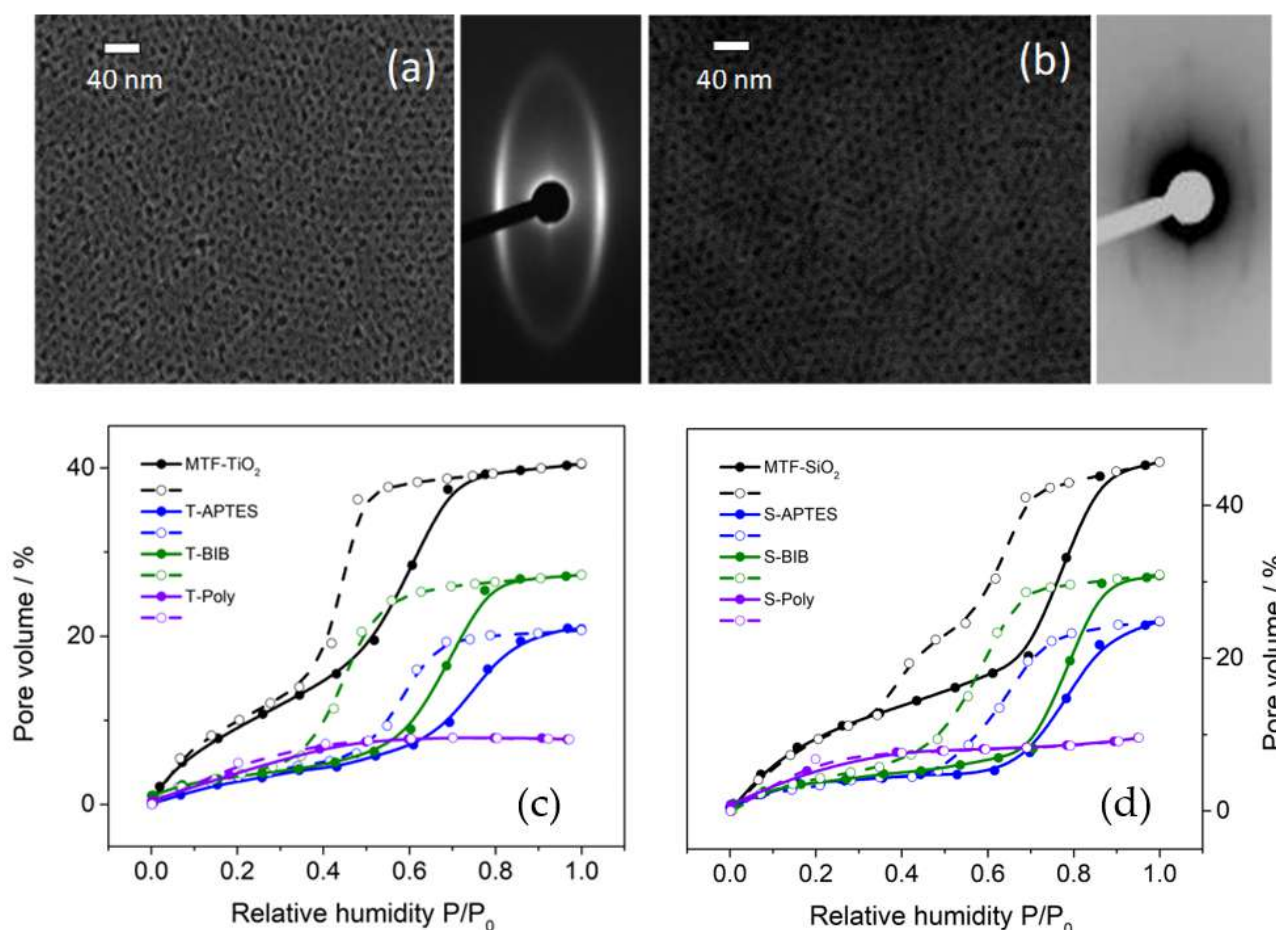 (a)
40 nm
(b)
40 nm
Pore volume / %
40
20
0
MTF-TiO₂
T-APTES
T-BIB
T-Poly
(c)
0.0 0.2 0.4 0.6 0.8 1.0
Relative humidity P/P₀
MTF-SiO₂
S-APTES
S-BIB
S-Poly
(d)
40
20
0
Pore volume / %
0.0 0.2 0.4 0.6 0.8 1.0
Relative humidity P/P₀